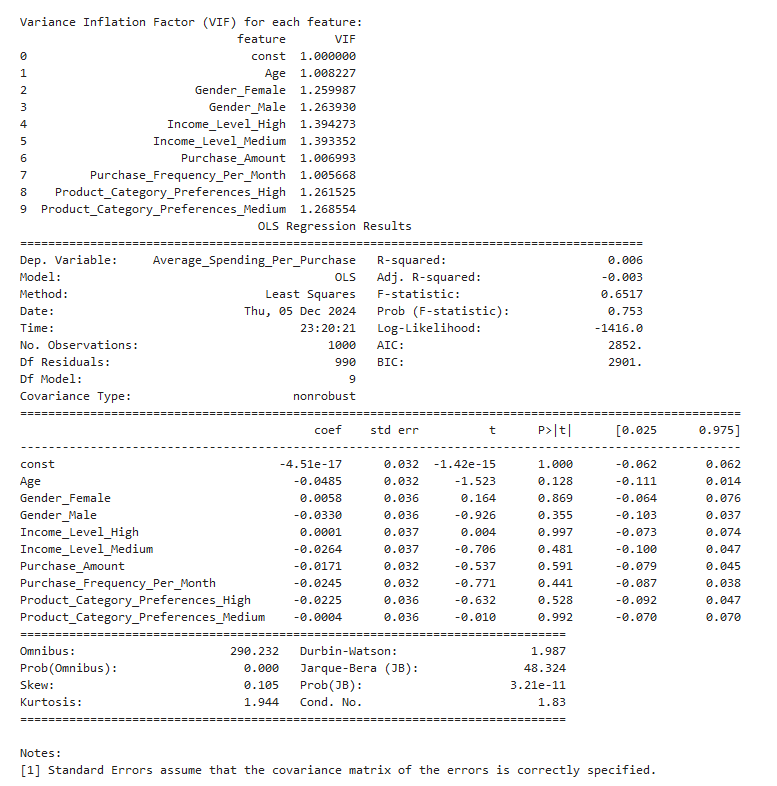 Variance Inflation Factor (VIF) for each feature:
                               feature       VIF
0                                const  1.000000
1                                  Age  1.008227
2                        Gender_Female  1.259987
3                          Gender_Male  1.263930
4                    Income_Level_High  1.394273
5                  Income_Level_Medium  1.393352
6                      Purchase_Amount  1.006993
7         Purchase_Frequency_Per_Month  1.005668
8    Product_Category_Preferences_High  1.261525
9  Product_Category_Preferences_Medium  1.268554
                                  OLS Regression Results
=========================================================================================
Dep. Variable:     Average_Spending_Per_Purchase   R-squared:                       0.006
Model:                                       OLS   Adj. R-squared:                 -0.003
Method:                            Least Squares   F-statistic:                    0.6517
Date:                           Thu, 05 Dec 2024   Prob (F-statistic):              0.753
Time:                                   23:20:21   Log-Likelihood:                -1416.0
No. Observations:                           1000   AIC:                             2852.
Df Residuals:                                990   BIC:                             2901.
Df Model:                                      9
Covariance Type:                       nonrobust
=======================================================================================================
                                          coef    std err          t      P>|t|      [0.025      0.975]
-------------------------------------------------------------------------------------------------------
const                                -4.51e-17      0.032  -1.42e-15      1.000      -0.062       0.062
Age                                    -0.0485      0.032     -1.523      0.128      -0.111       0.014
Gender_Female                           0.0058      0.036      0.164      0.869      -0.064       0.076
Gender_Male                            -0.0330      0.036     -0.926      0.355      -0.103       0.037
Income_Level_High                       0.0001      0.037      0.004      0.997      -0.073       0.074
Income_Level_Medium                    -0.0264      0.037     -0.706      0.481      -0.100       0.047
Purchase_Amount                        -0.0171      0.032     -0.537      0.591      -0.079       0.045
Purchase_Frequency_Per_Month           -0.0245      0.032     -0.771      0.441      -0.087       0.038
Product_Category_Preferences_High      -0.0225      0.036     -0.632      0.528      -0.092       0.047
Product_Category_Preferences_Medium    -0.0004      0.036     -0.010      0.992      -0.070       0.070
==============================================================================
Omnibus:                      290.232   Durbin-Watson:                   1.987
Prob(Omnibus):                  0.000   Jarque-Bera (JB):               48.324
Skew:                           0.105   Prob(JB):                     3.21e-11
Kurtosis:                       1.944   Cond. No.                         1.83
==============================================================================

Notes:
[1] Standard Errors assume that the covariance matrix of the errors is correctly specified.